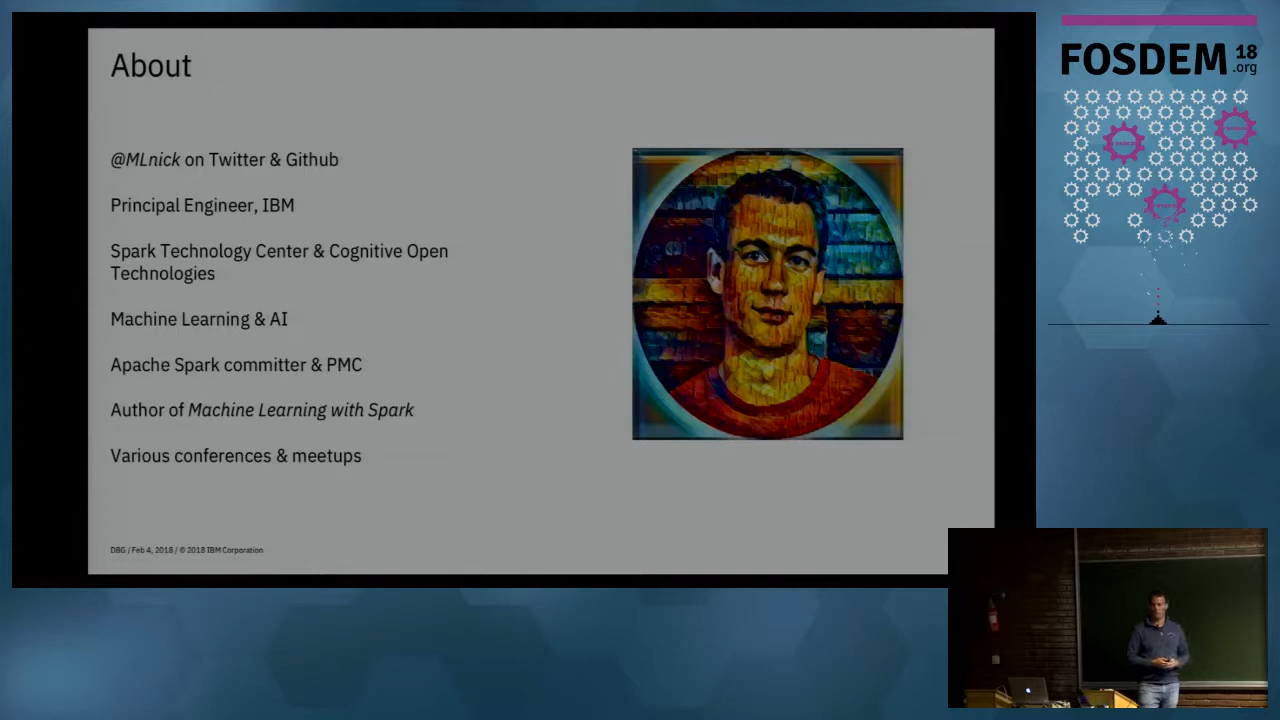 About
@MLnick on Twitter & Github
Principal Engineer, IBM
Spark Technology Center & Cognitive Open
Technologies
Machine Learning & AI
Apache Spark committer & PMC
Author of Machine Learning with Spark
Various conferences & meetups
DBG / Feb 4, 2018 / © 2018 IBM Corporation
FOSDEM 18
.org